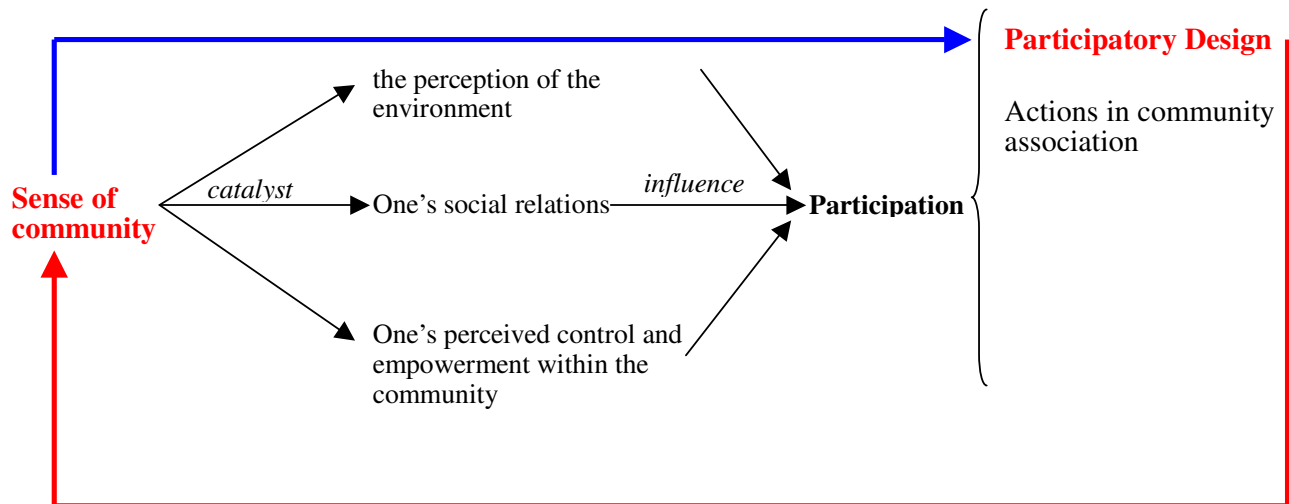 Participatory Design
the perception of the
environment
Actions in community
association
Sense of
community
catalyst
One’s social relations
influence
Participation
One’s perceived control and
empowerment within the
community